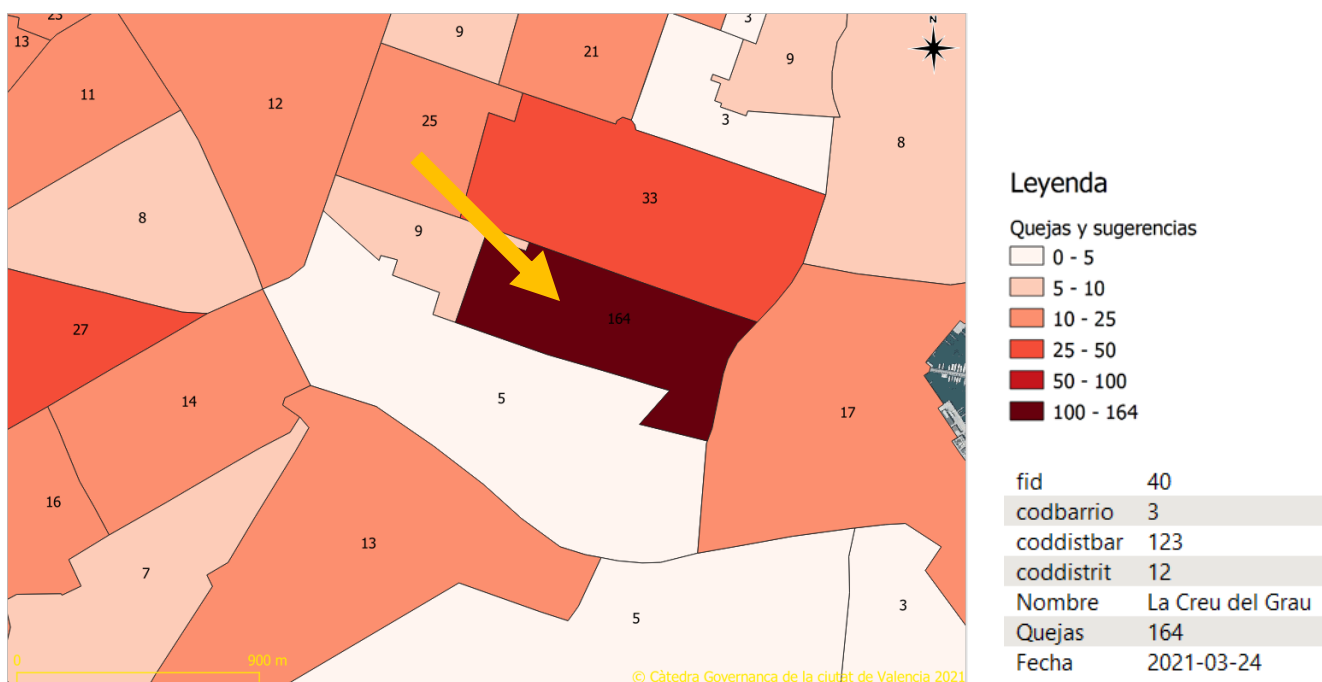 23
13
9
21
3
N
9
11
12
25
3
8
8
33
9
27
164
14
5
17
16
13
7
5
3
0 900 m
© Càtedra Governança de la ciutat de Valencia 2021
Leyenda
Quejas y sugerencias
0 - 5
5 - 10
10 - 25
25 - 50
50 - 100
100 - 164
fid 40
codbarrio 3
coddistbar 123
coddistrit 12
Nombre La Creu del Grau
Quejas 164
Fecha 2021-03-24